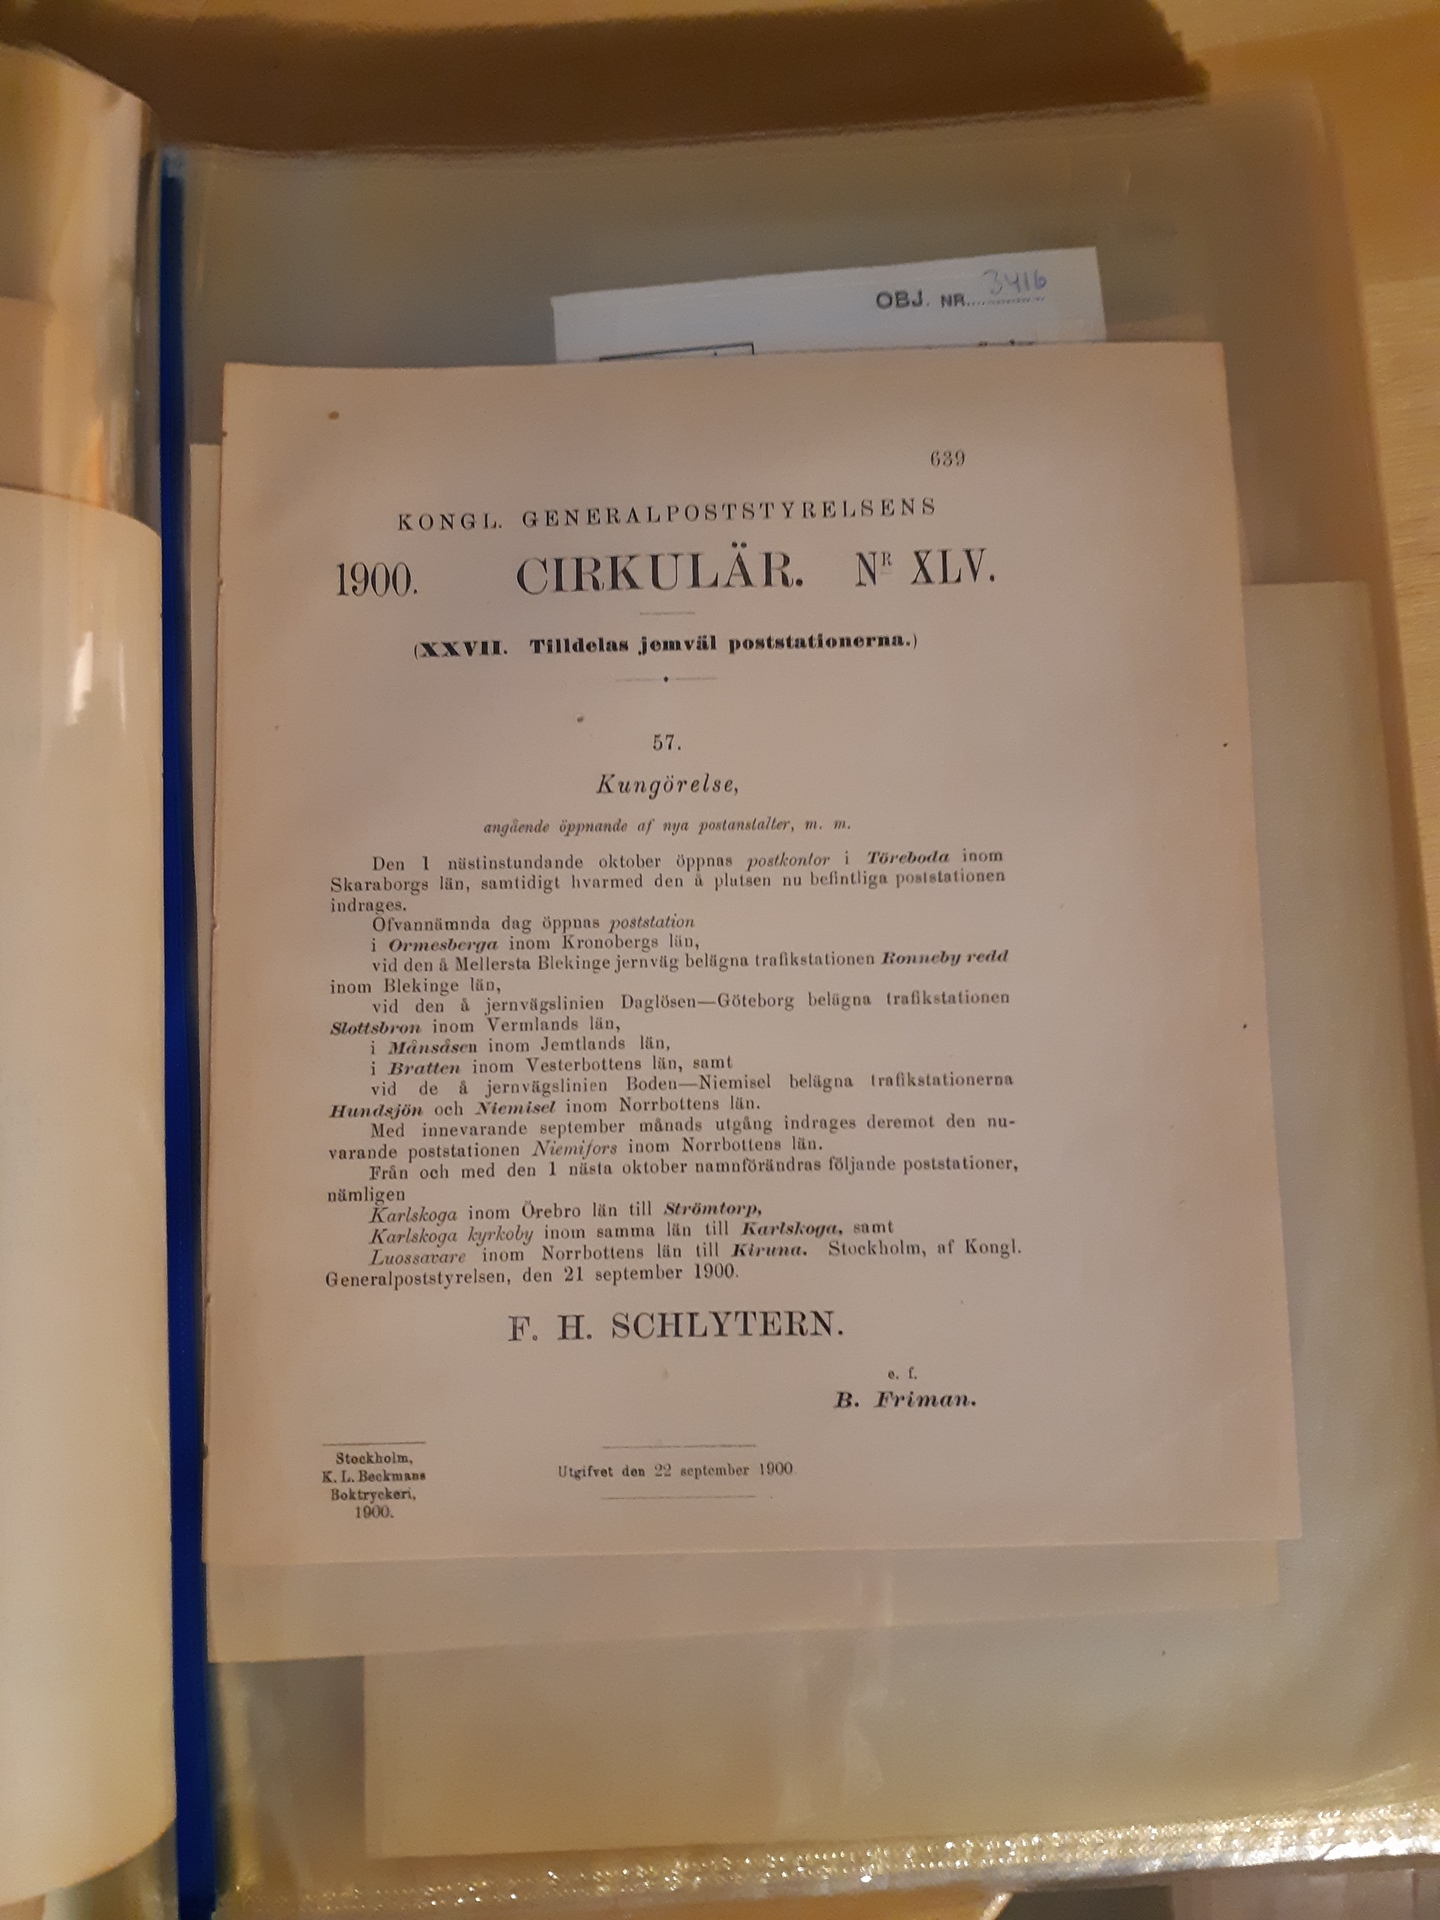 OBJ. NR. 3416
639
KONGL. GENERALPOSTSTYRELSENS
1900. CIRKULÄR. NR XLV.
(XXVII. Tilldelas jemväl poststationerna.)
57.
Kungörelse,
angående öppnande af nya postanstalter, m. m.
Den 1 nästinstundande oktober öppnas postkontor i Töreboda inom
Skaraborgs län, samtidigt hvarmed den å platsen nu befintliga poststationen
indrages.
Ofvannämnda dag öppnas poststation
i Ormesberga inom Kronobergs län,
vid den å Mellersta Blekinge jernväg belägna trafikstationen Ronneby redd
inom Blekinge län,
vid den å jernvägslinien Daglösen—Göteborg belägna trafikstationen
Slottsbron inom Vermlands län,
i Månsåsen inom Jemtlands län,
i Bratten inom Vesterbottens län, samt
vid de å jernvägslinien Boden—Niemisel belägna trafikstationerna
Hundsjön och Niemisel inom Norrbottens län.
Med innevarande september månads utgång indrages deremot den nu-
varande poststationen Niemifors inom Norrbottens län.
Från och med den 1 nästa oktober namnförändras följande poststationer,
nämligen
Karlskoga inom Örebro län till Strömtorp,
Karlskoga kyrkoby inom samma län till Karlskoga, samt
Luossavare inom Norrbottens län till Kiruna. Stockholm, af Kongl.
Generalpoststyrelsen, den 21 september 1900.
F. H. SCHLYTERN.
e. f.
B. Friman.
Stockholm,
K. L. Beckmans
Boktryckeri,
1900.
Utgifvet den 22 september 1900